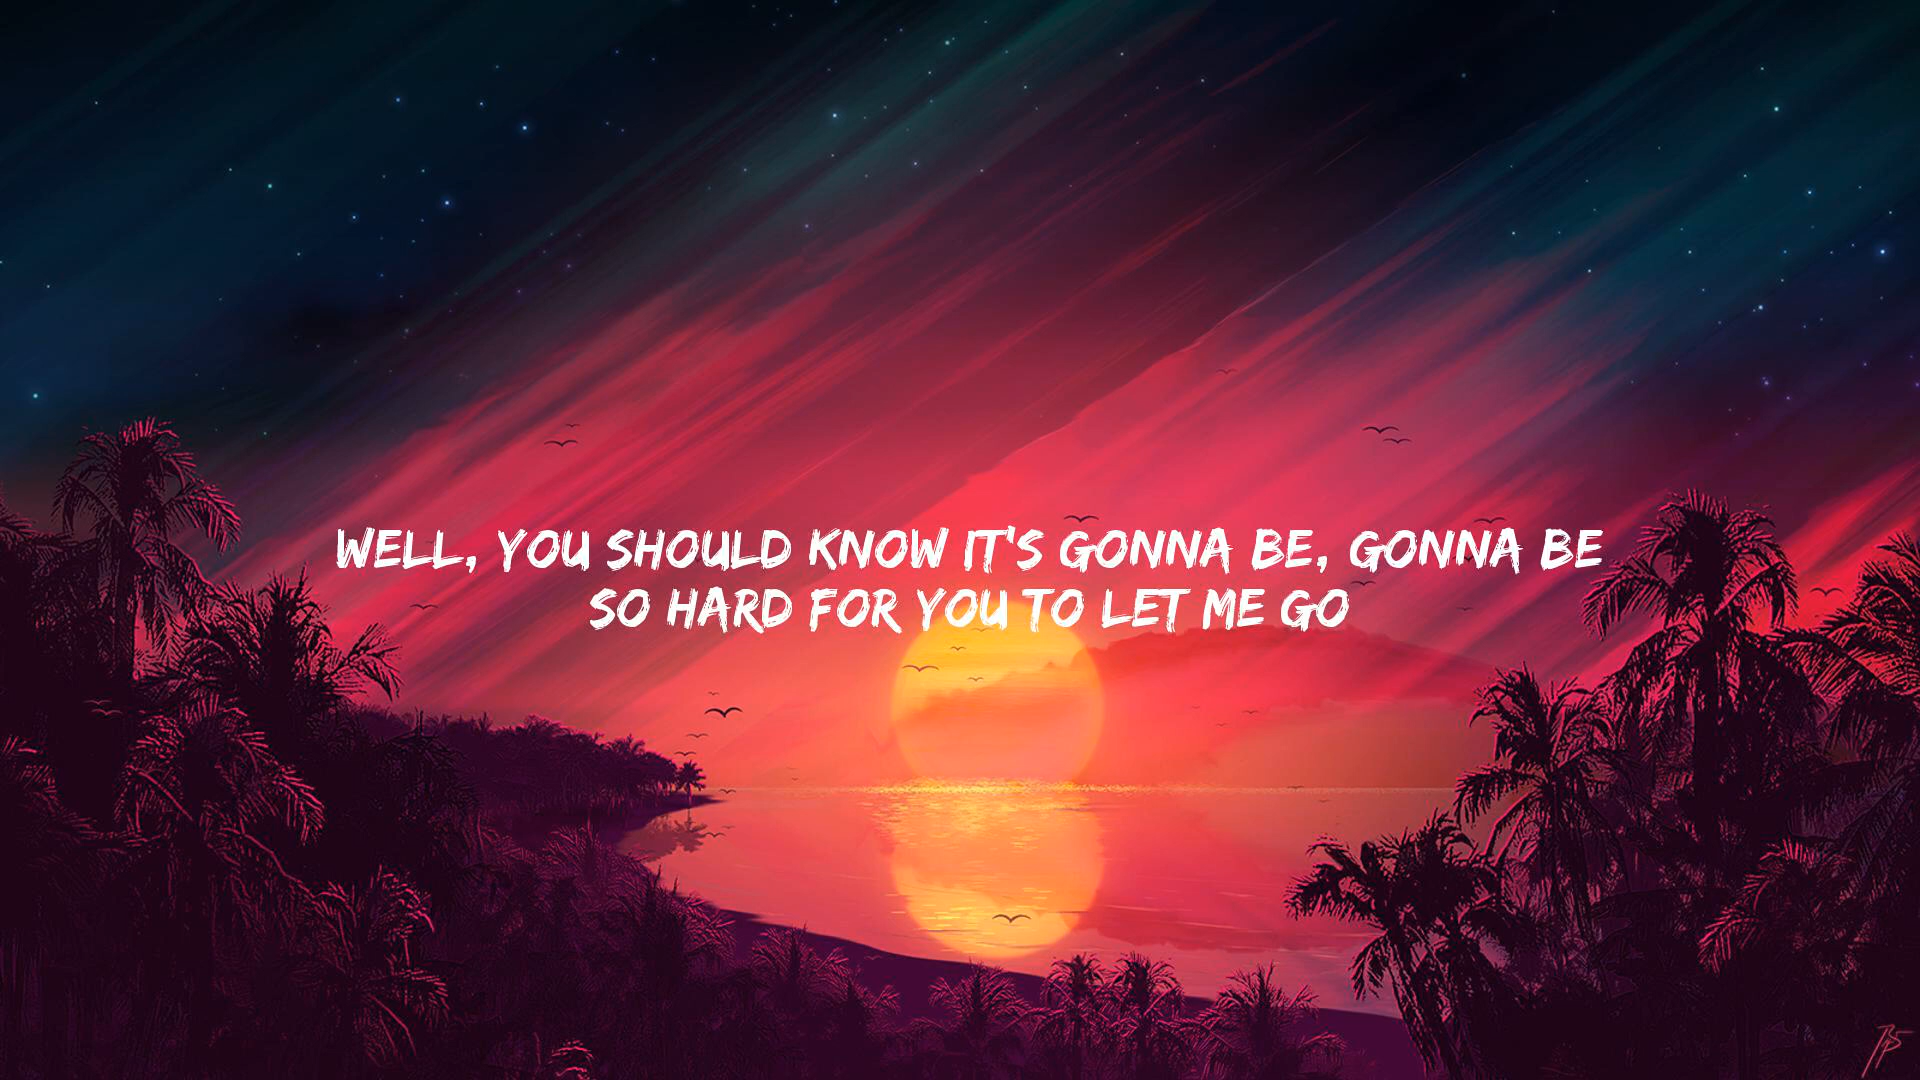 WELL, YOU SHOULD KNOW IT'S GONNA BE, GONNA BE
SO HARD FOR YOU TO LET ME GO